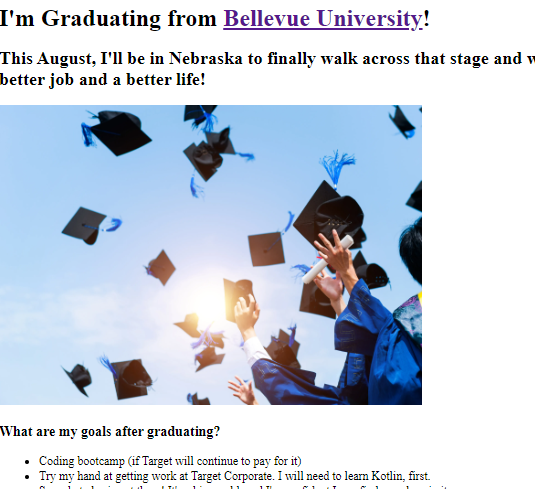 I'm Graduating from Bellevue University!
This August, I'll be in Nebraska to finally walk across that stage and
better job and a better life!
What are my goals after graduating?
Coding bootcamp (if Target will continue to pay for it)
Try my hand at getting work at Target Corporate. I will need to learn Kotlin, first.